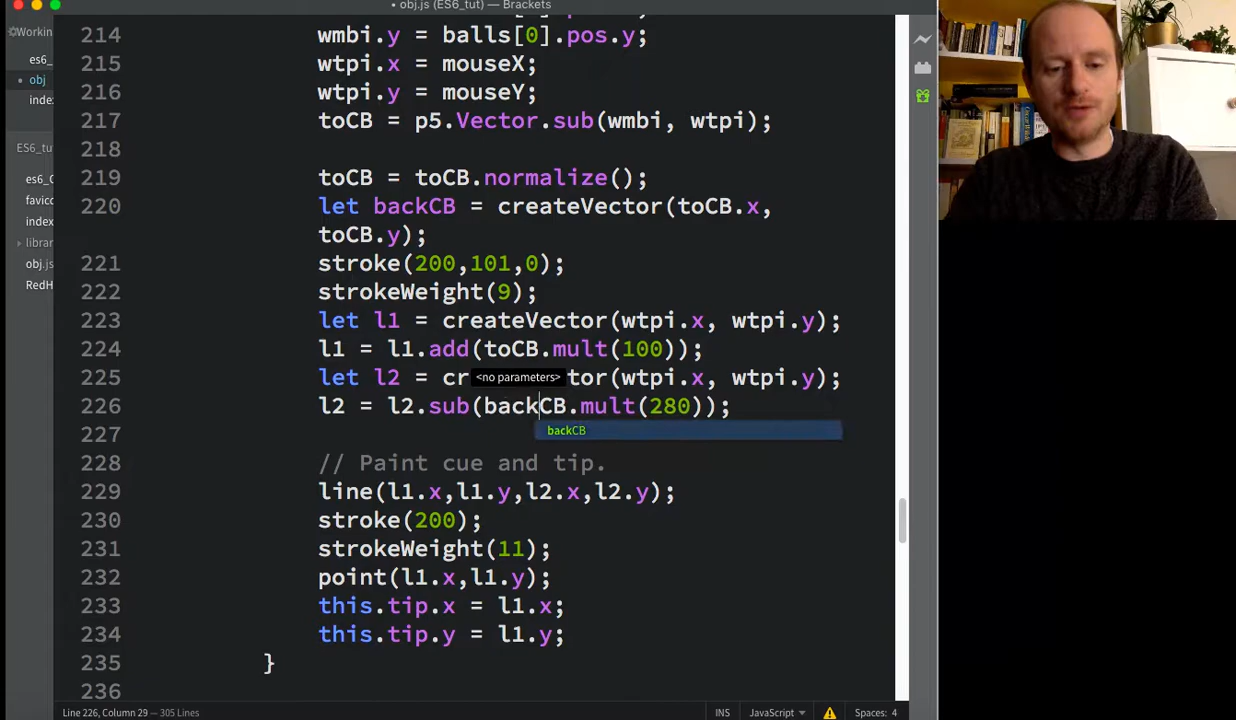 obj.js (ES6_tut) — Brackets
Workin
es6_
obj
index
ES6_tut
es6_C
favico
index
librar
obj.js
RedH
214 wmbi.y = balls[0].pos.y;
215 wtpi.x = mouseX;
216 wtpi.y = mouseY;
217 toCB = p5.Vector.sub(wmbi, wtpi);
218
219 toCB = toCB.normalize();
220 let backCB = createVector(toCB.x,
toCB.y);
221 stroke(200,101,0);
222 strokeWeight(9);
223 let l1 = createVector(wtpi.x, wtpi.y);
224 l1 = l1.add(toCB.mult(100));
225 let l2 = cr <no parameters> tor(wtpi.x, wtpi.y);
226 l2 = l2.sub(backCB.mult(280));
227 backCB
228 // Paint cue and tip.
229 line(l1.x,l1.y,l2.x,l2.y);
230 stroke(200);
231 strokeWeight(11);
232 point(l1.x,l1.y);
233 this.tip.x = l1.x;
234 this.tip.y = l1.y;
235 }
236
Line 226, Column 29 — 305 Lines INS JavaScript Spaces: 4